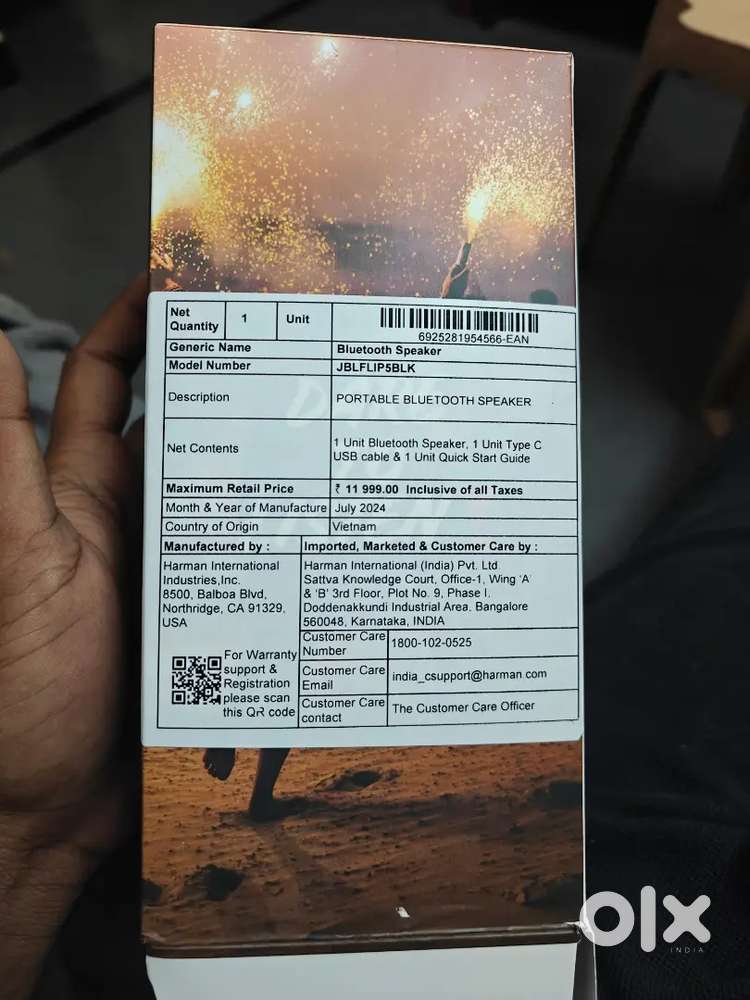 Net Quantity 1 Unit
6925281954566-EAN
Generic Name Bluetooth Speaker
Model Number JBLFLIP5BLK
Description PORTABLE BLUETOOTH SPEAKER
Net Contents 1 Unit Bluetooth Speaker, 1 Unit Type C
USB cable & 1 Unit Quick Start Guide
Maximum Retail Price ₹ 11 999.00 Inclusive of all Taxes
Month & Year of Manufacture July 2024
Country of Origin Vietnam
Manufactured by :
Harman International
Industries,Inc.
8500, Balboa Blvd,
Northridge, CA 91329,
USA
For Warranty
support &
Registration
please scan
this QR code
Imported, Marketed & Customer Care by :
Harman International (India) Pvt. Ltd
Sattva Knowledge Court, Office-1, Wing 'A'
& 'B' 3rd Floor, Plot No. 9, Phase I,
Doddenakkundi Industrial Area, Bangalore
560048, Karnataka, INDIA
Customer Care
Number 1800-102-0525
Customer Care
Email india_csupport@harman.com
Customer Care
contact The Customer Care Officer
olx
INDIA